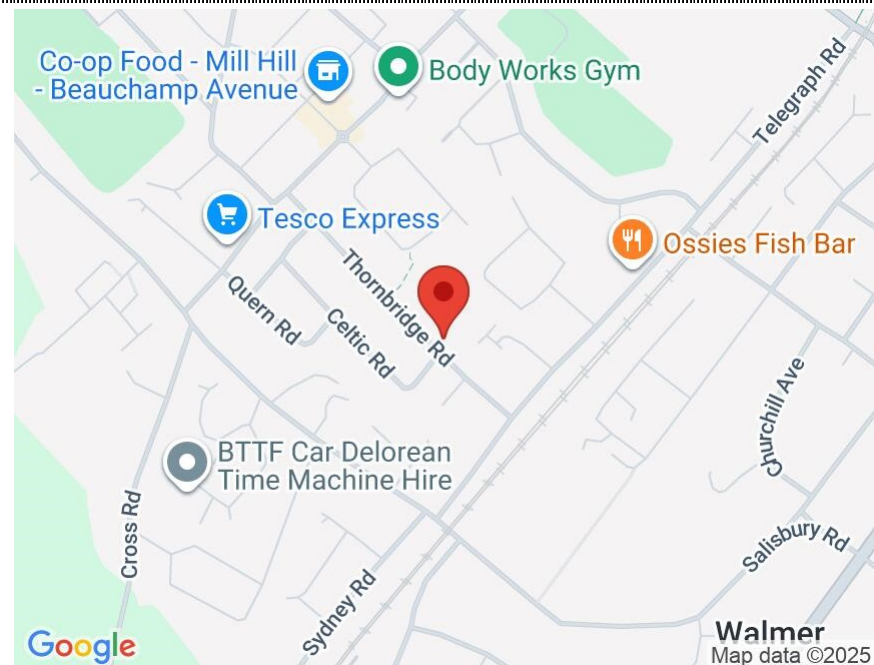 Co-op Food - Mill Hill
- Beauchamp Avenue
Body Works Gym
Telegraph Rd
Tesco Express
Ossies Fish Bar
Thornbridge Rd
Quern Rd
Celtic Rd
Churchill Ave
BTTF Car Delorean
Time Machine Hire
Cross Rd
Salisbury Rd
Sydney Rd
Walmer
Google
Map data ©2025